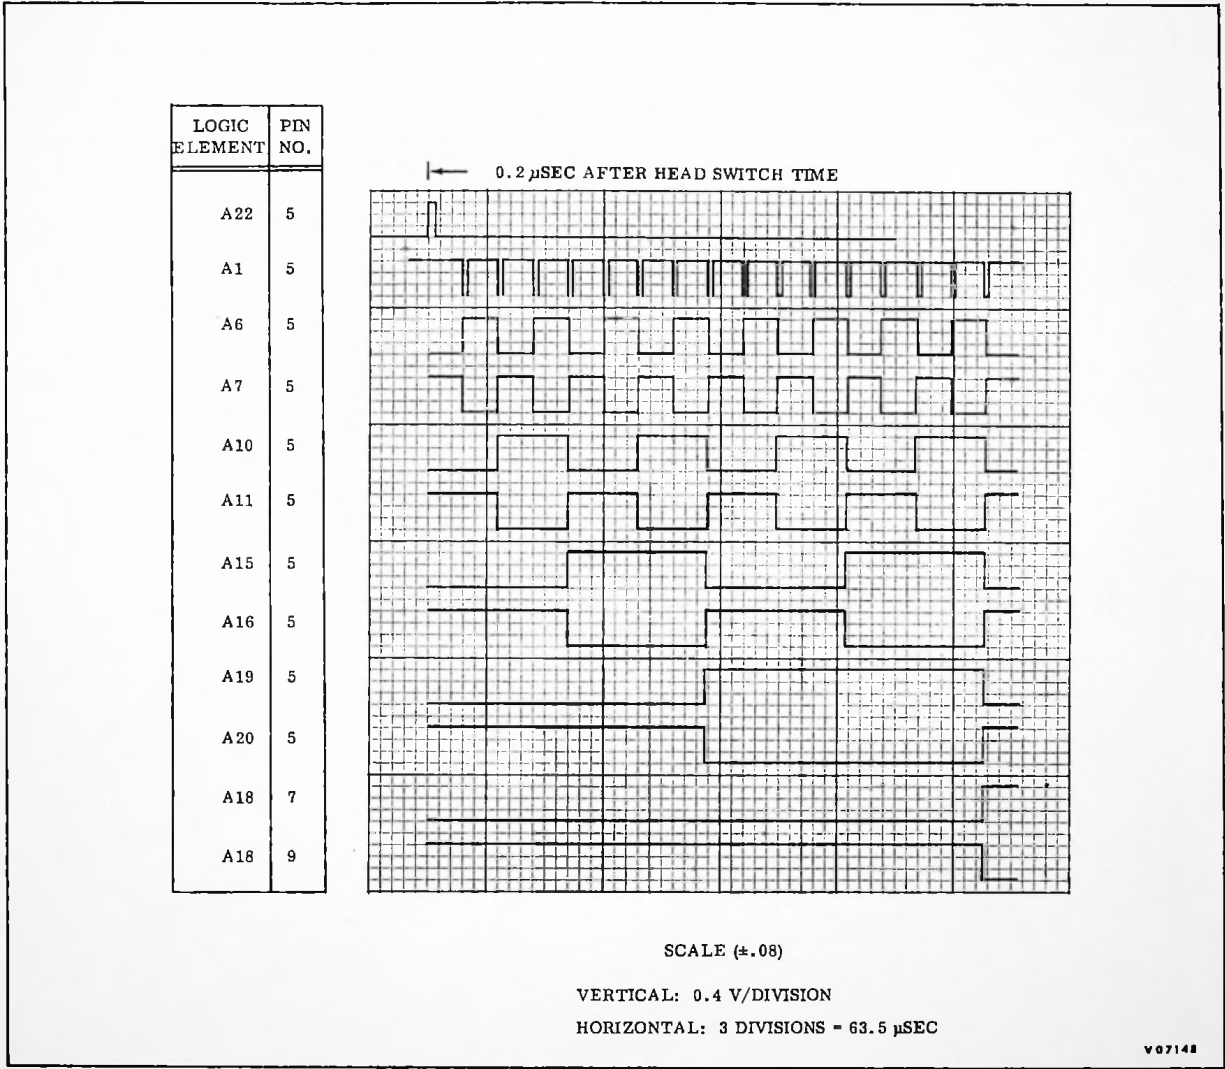 LOGIC ELEMENT PIN NO.
0.2 µSEC AFTER HEAD SWITCH TIME
A22 5
A1 5
A6 5
A7 5
A10 5
A11 5
A15 5
A16 5
A19 5
A20 5
A18 7
A18 9
SCALE (±.08)
VERTICAL: 0.4 V/DIVISION
HORIZONTAL: 3 DIVISIONS = 63.5 µSEC
V07148